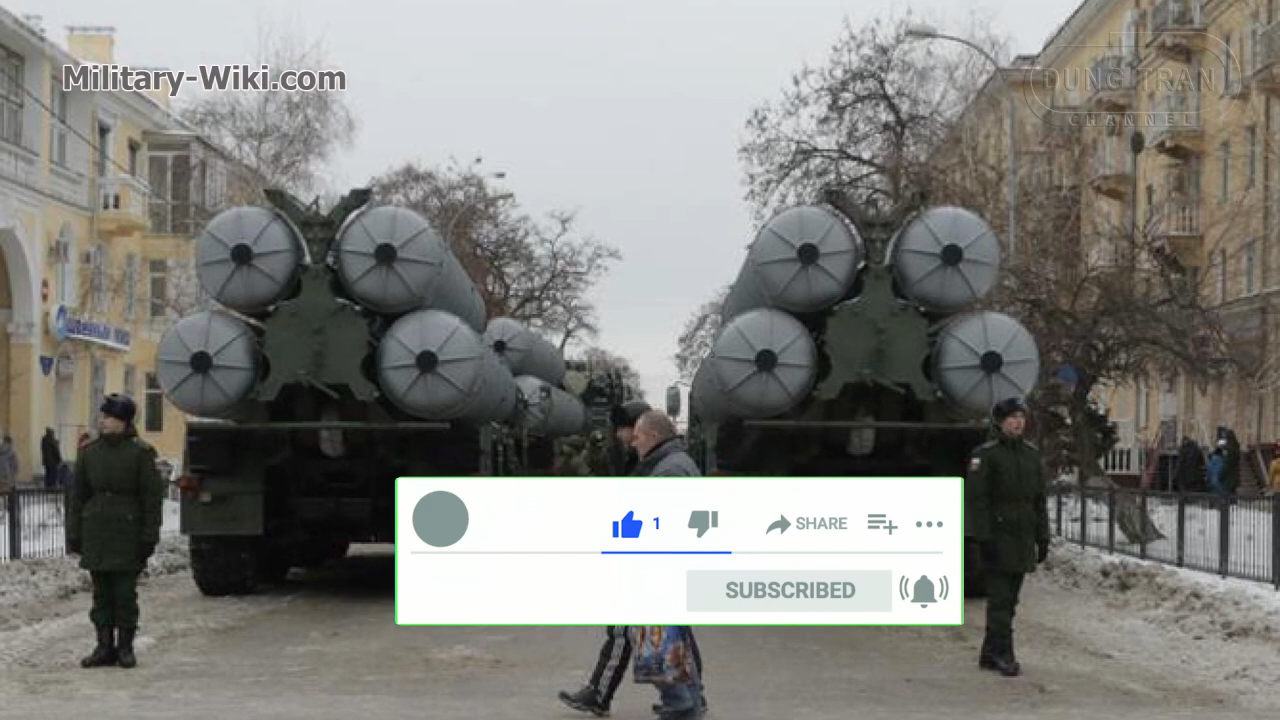 Military-Wiki.com
DUNG TRAN
CHANNEL
1
SHARE
SUBSCRIBED